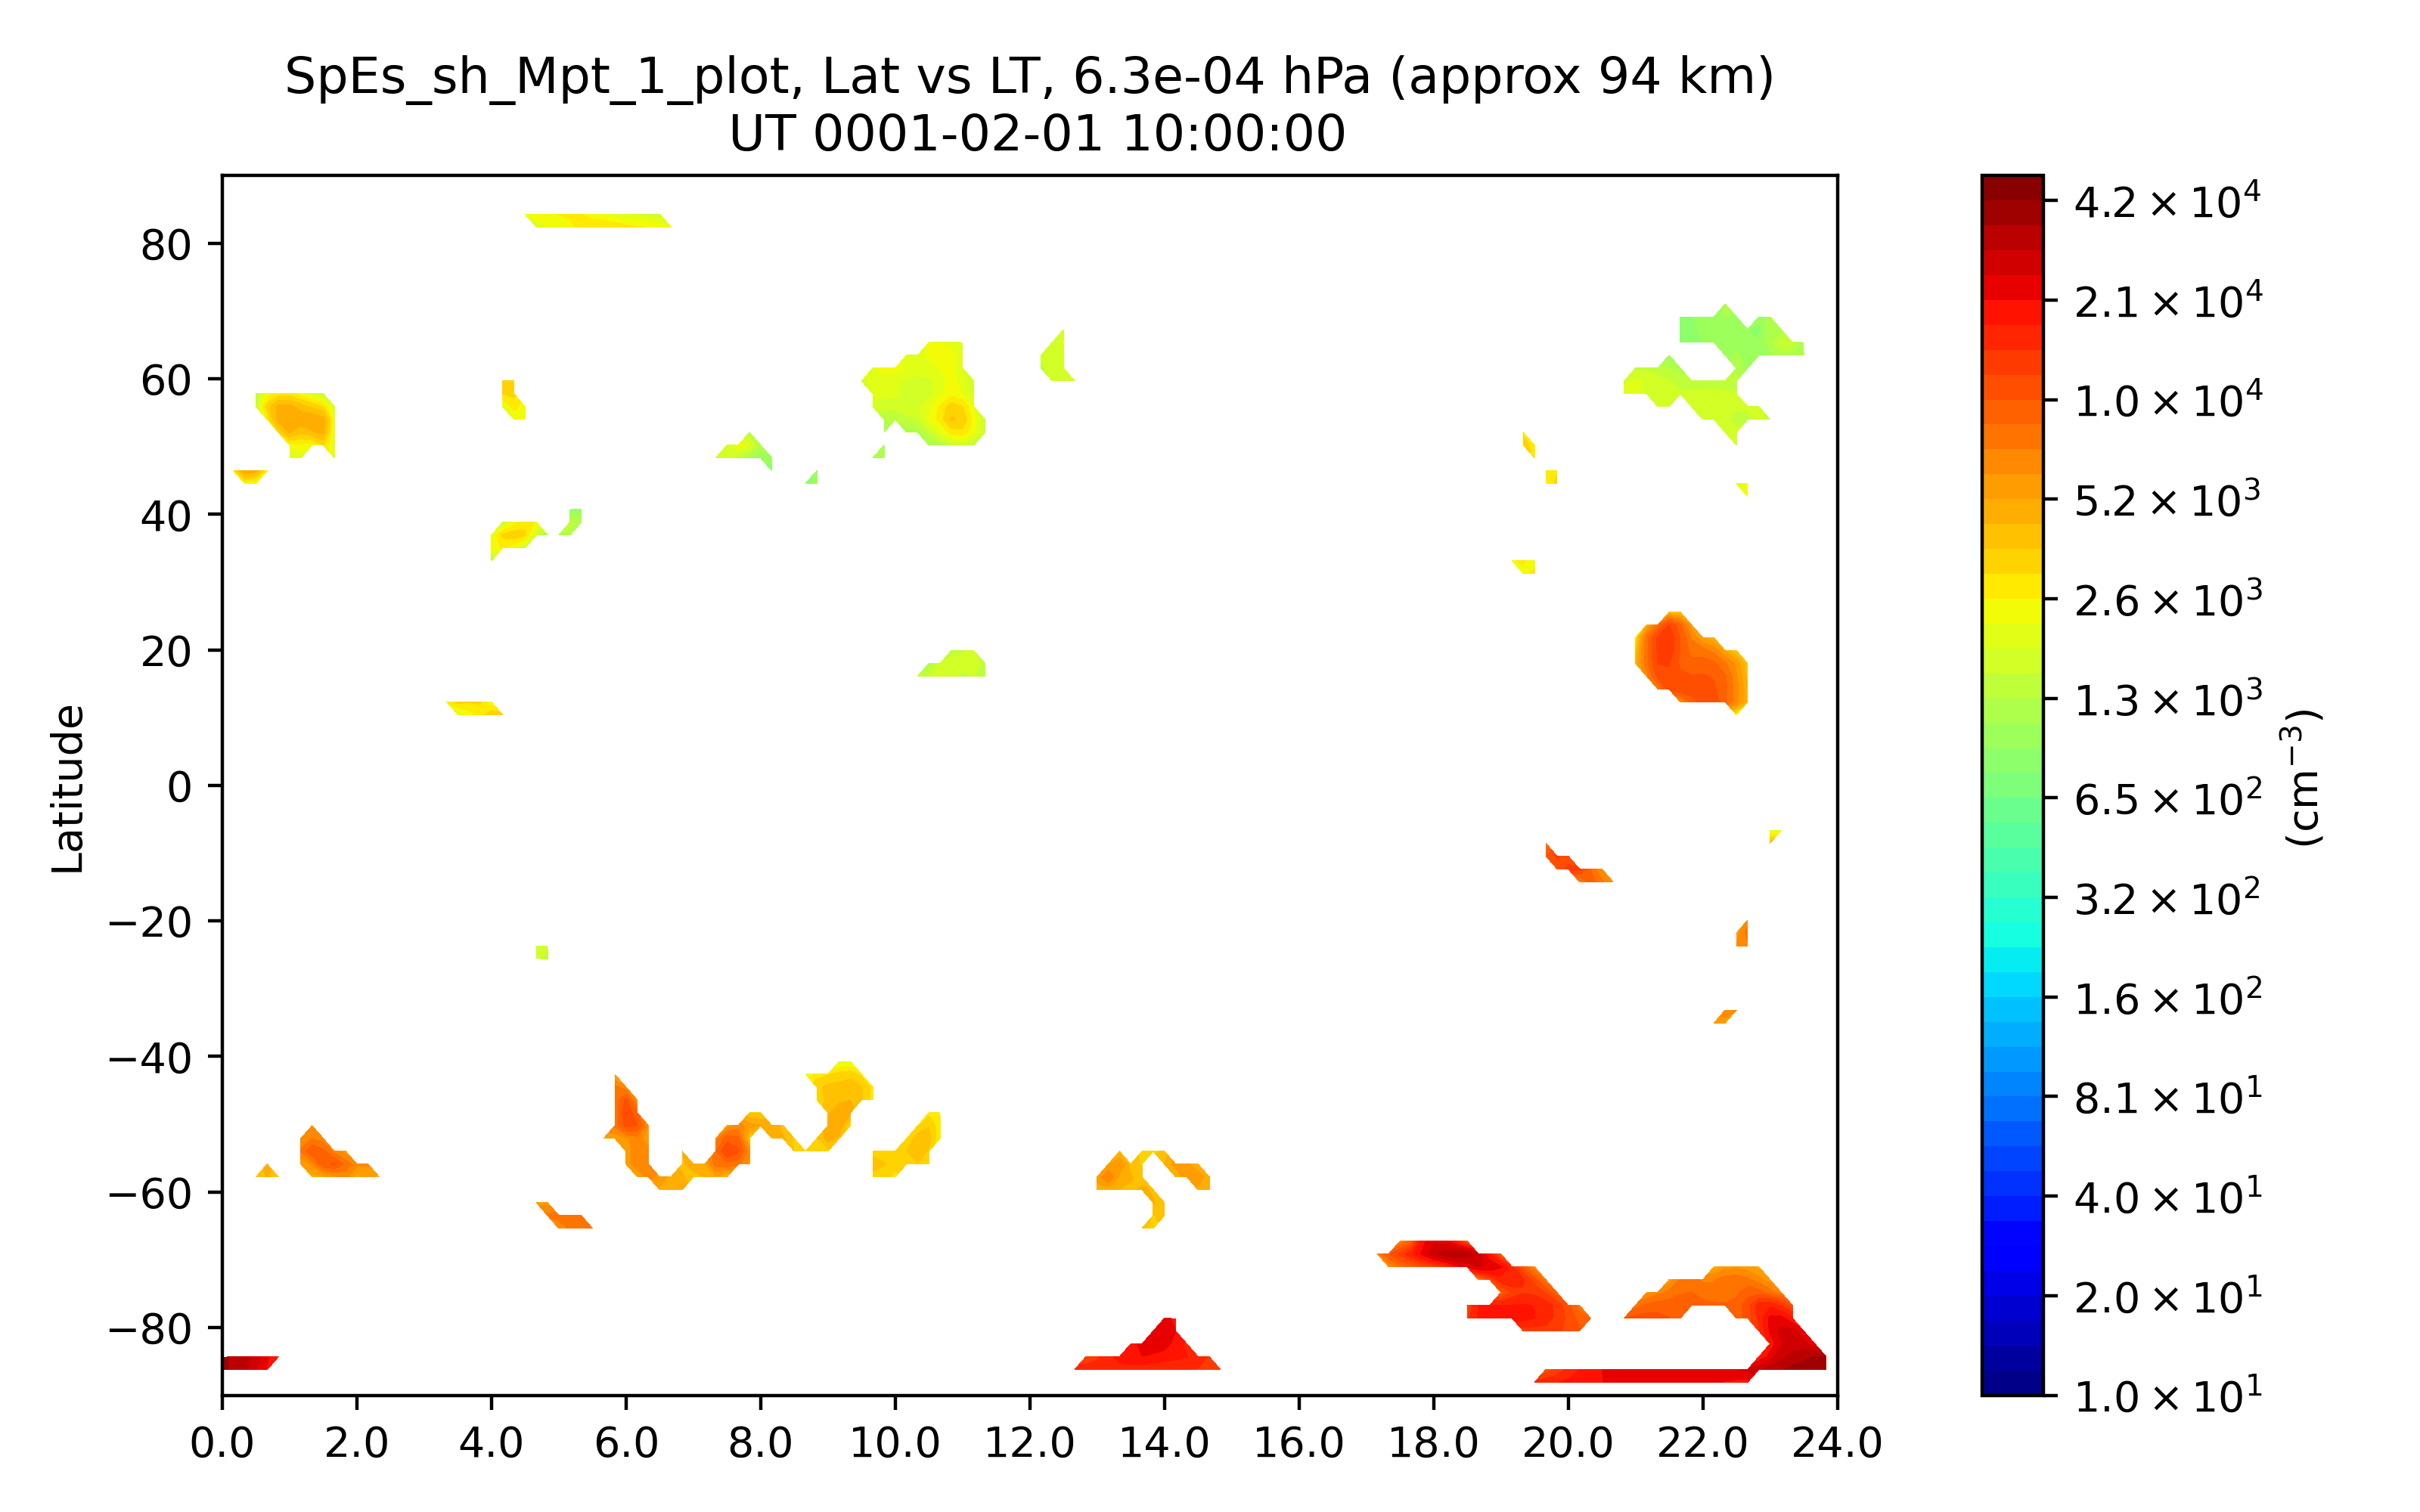 SpEs_sh_Mpt_1_plot, Lat vs LT, 6.3e-04 hPa (approx 94 km)
UT 0001-02-01 10:00:00
Latitude
80
60
40
20
0
−20
−40
−60
−80
0.0 2.0 4.0 6.0 8.0 10.0 12.0 14.0 16.0 18.0 20.0 22.0 24.0
4.2 × 10⁴
2.1 × 10⁴
1.0 × 10⁴
5.2 × 10³
2.6 × 10³
1.3 × 10³
6.5 × 10²
3.2 × 10²
1.6 × 10²
8.1 × 10¹
4.0 × 10¹
2.0 × 10¹
1.0 × 10¹
(cm⁻³)